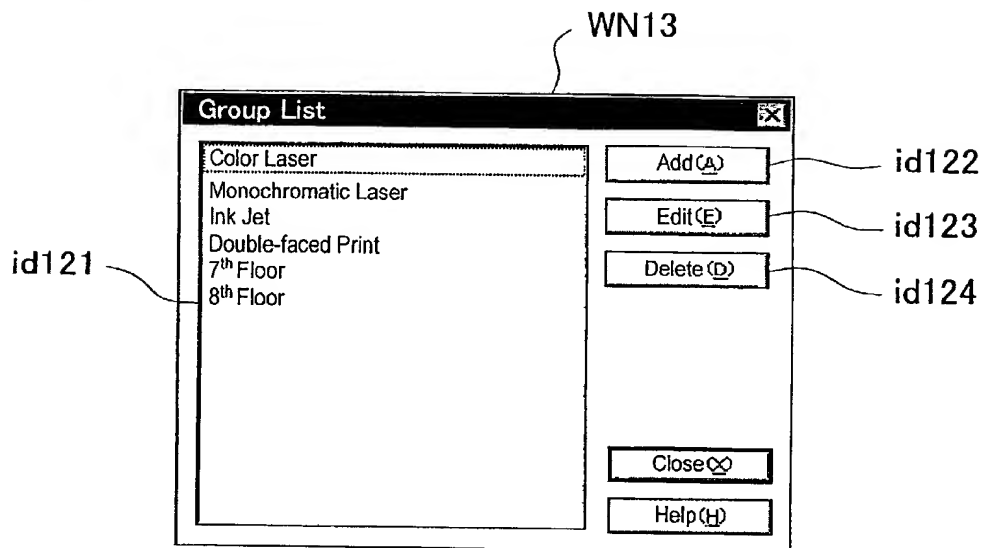 WN13
Group List
Color Laser
Monochromatic Laser
Ink Jet
Double-faced Print
7th Floor
8th Floor
Add(A)
Edit(E)
Delete(D)
Close(X)
Help(H)
id121
id122
id123
id124